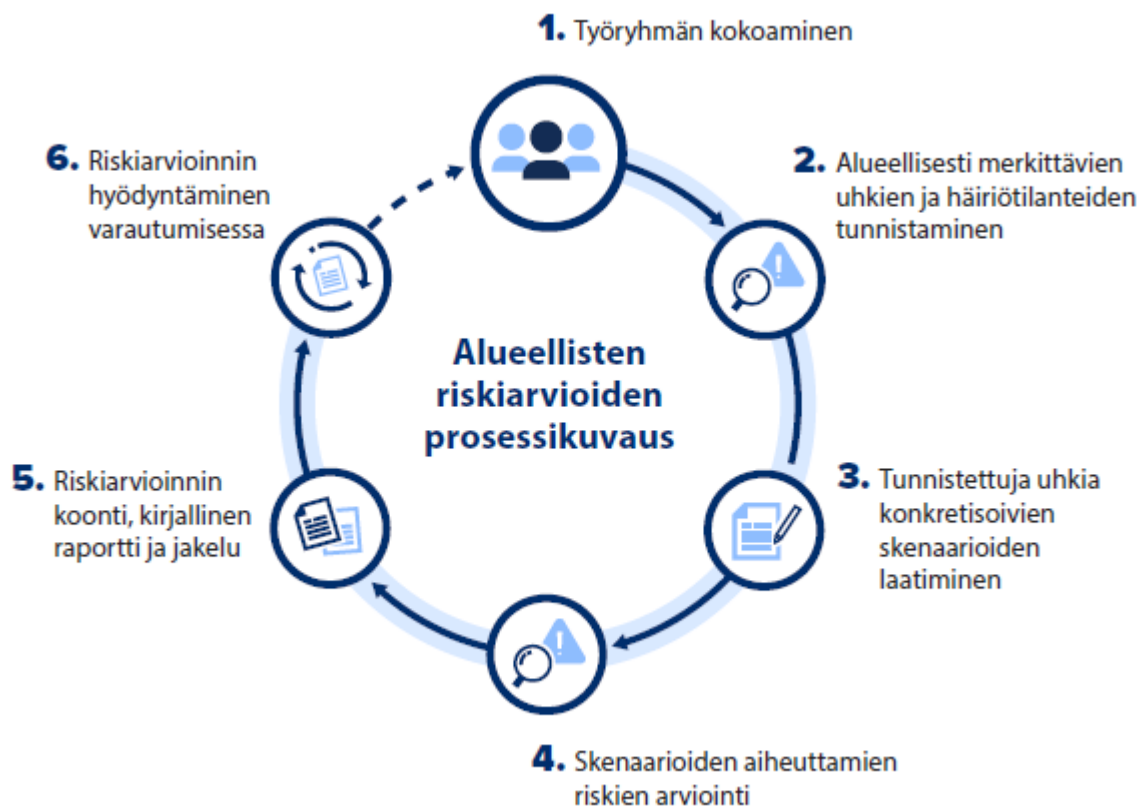 1. Työryhmän kokoaminen
2. Alueellisesti merkittävien
uhkien ja häiriötilanteiden
tunnistaminen
3. Tunnistettuja uhkia
konkretisoivien
skenaarioiden
laatiminen
4. Skenaarioiden aiheuttamien
riskien arviointi
5. Riskiarvioinnin
koonti, kirjallinen
raportti ja jakelu
6. Riskiarvioinnin
hyödyntäminen
varautumisessa
Alueellisten
riskiarvioiden
prosessikuvaus